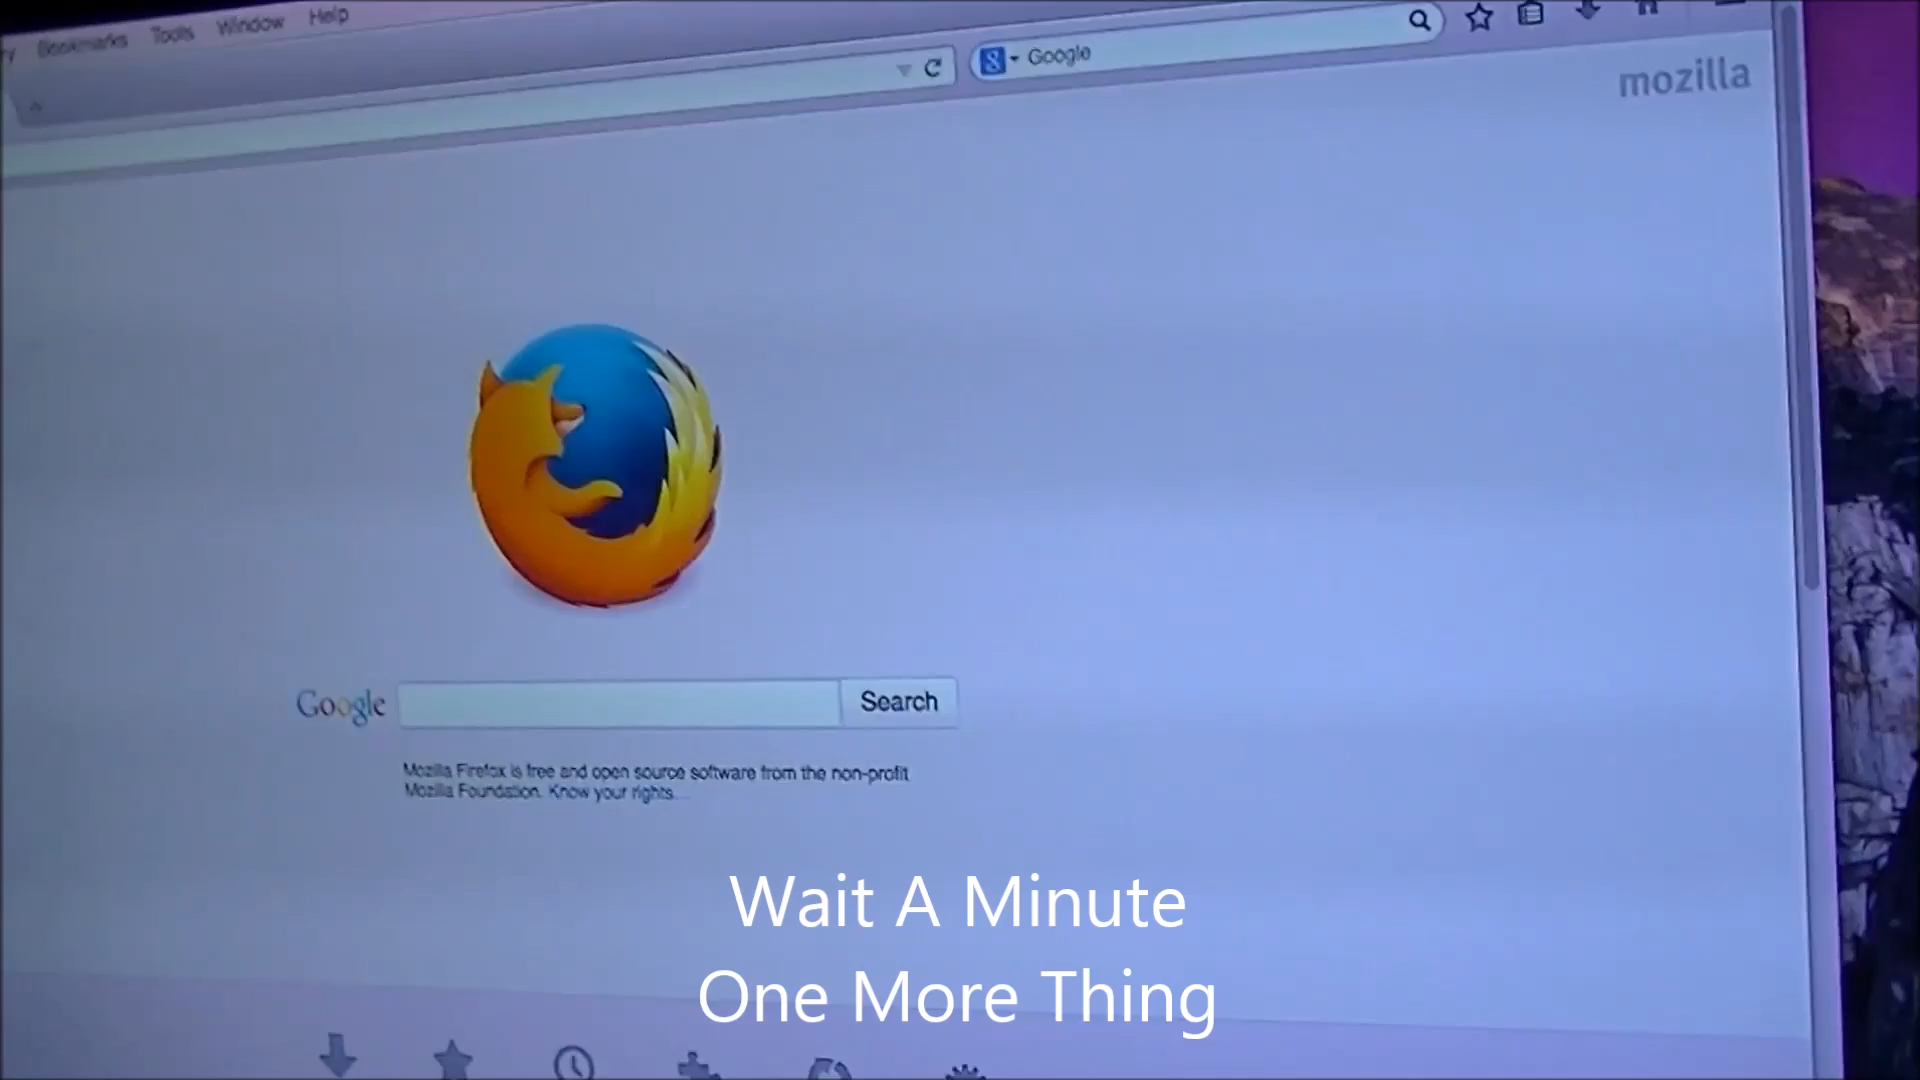 Bookmarks Tools Window Help
Google
mozilla
Google
Search
Mozilla Firefox is free and open source software from the non-profit
Mozilla Foundation. Know your rights...
Wait A Minute
One More Thing